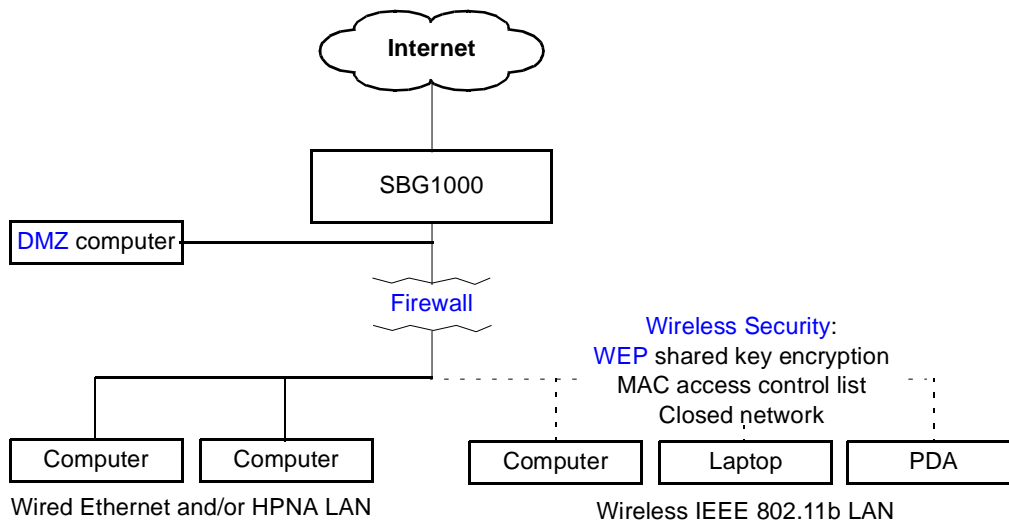 Internet
SBG1000
DMZ computer
Firewall
Wireless Security:
WEP shared key encryption
MAC access control list
Closed network
Computer
Computer
Computer
Laptop
PDA
Wired Ethernet and/or HPNA LAN
Wireless IEEE 802.11b LAN